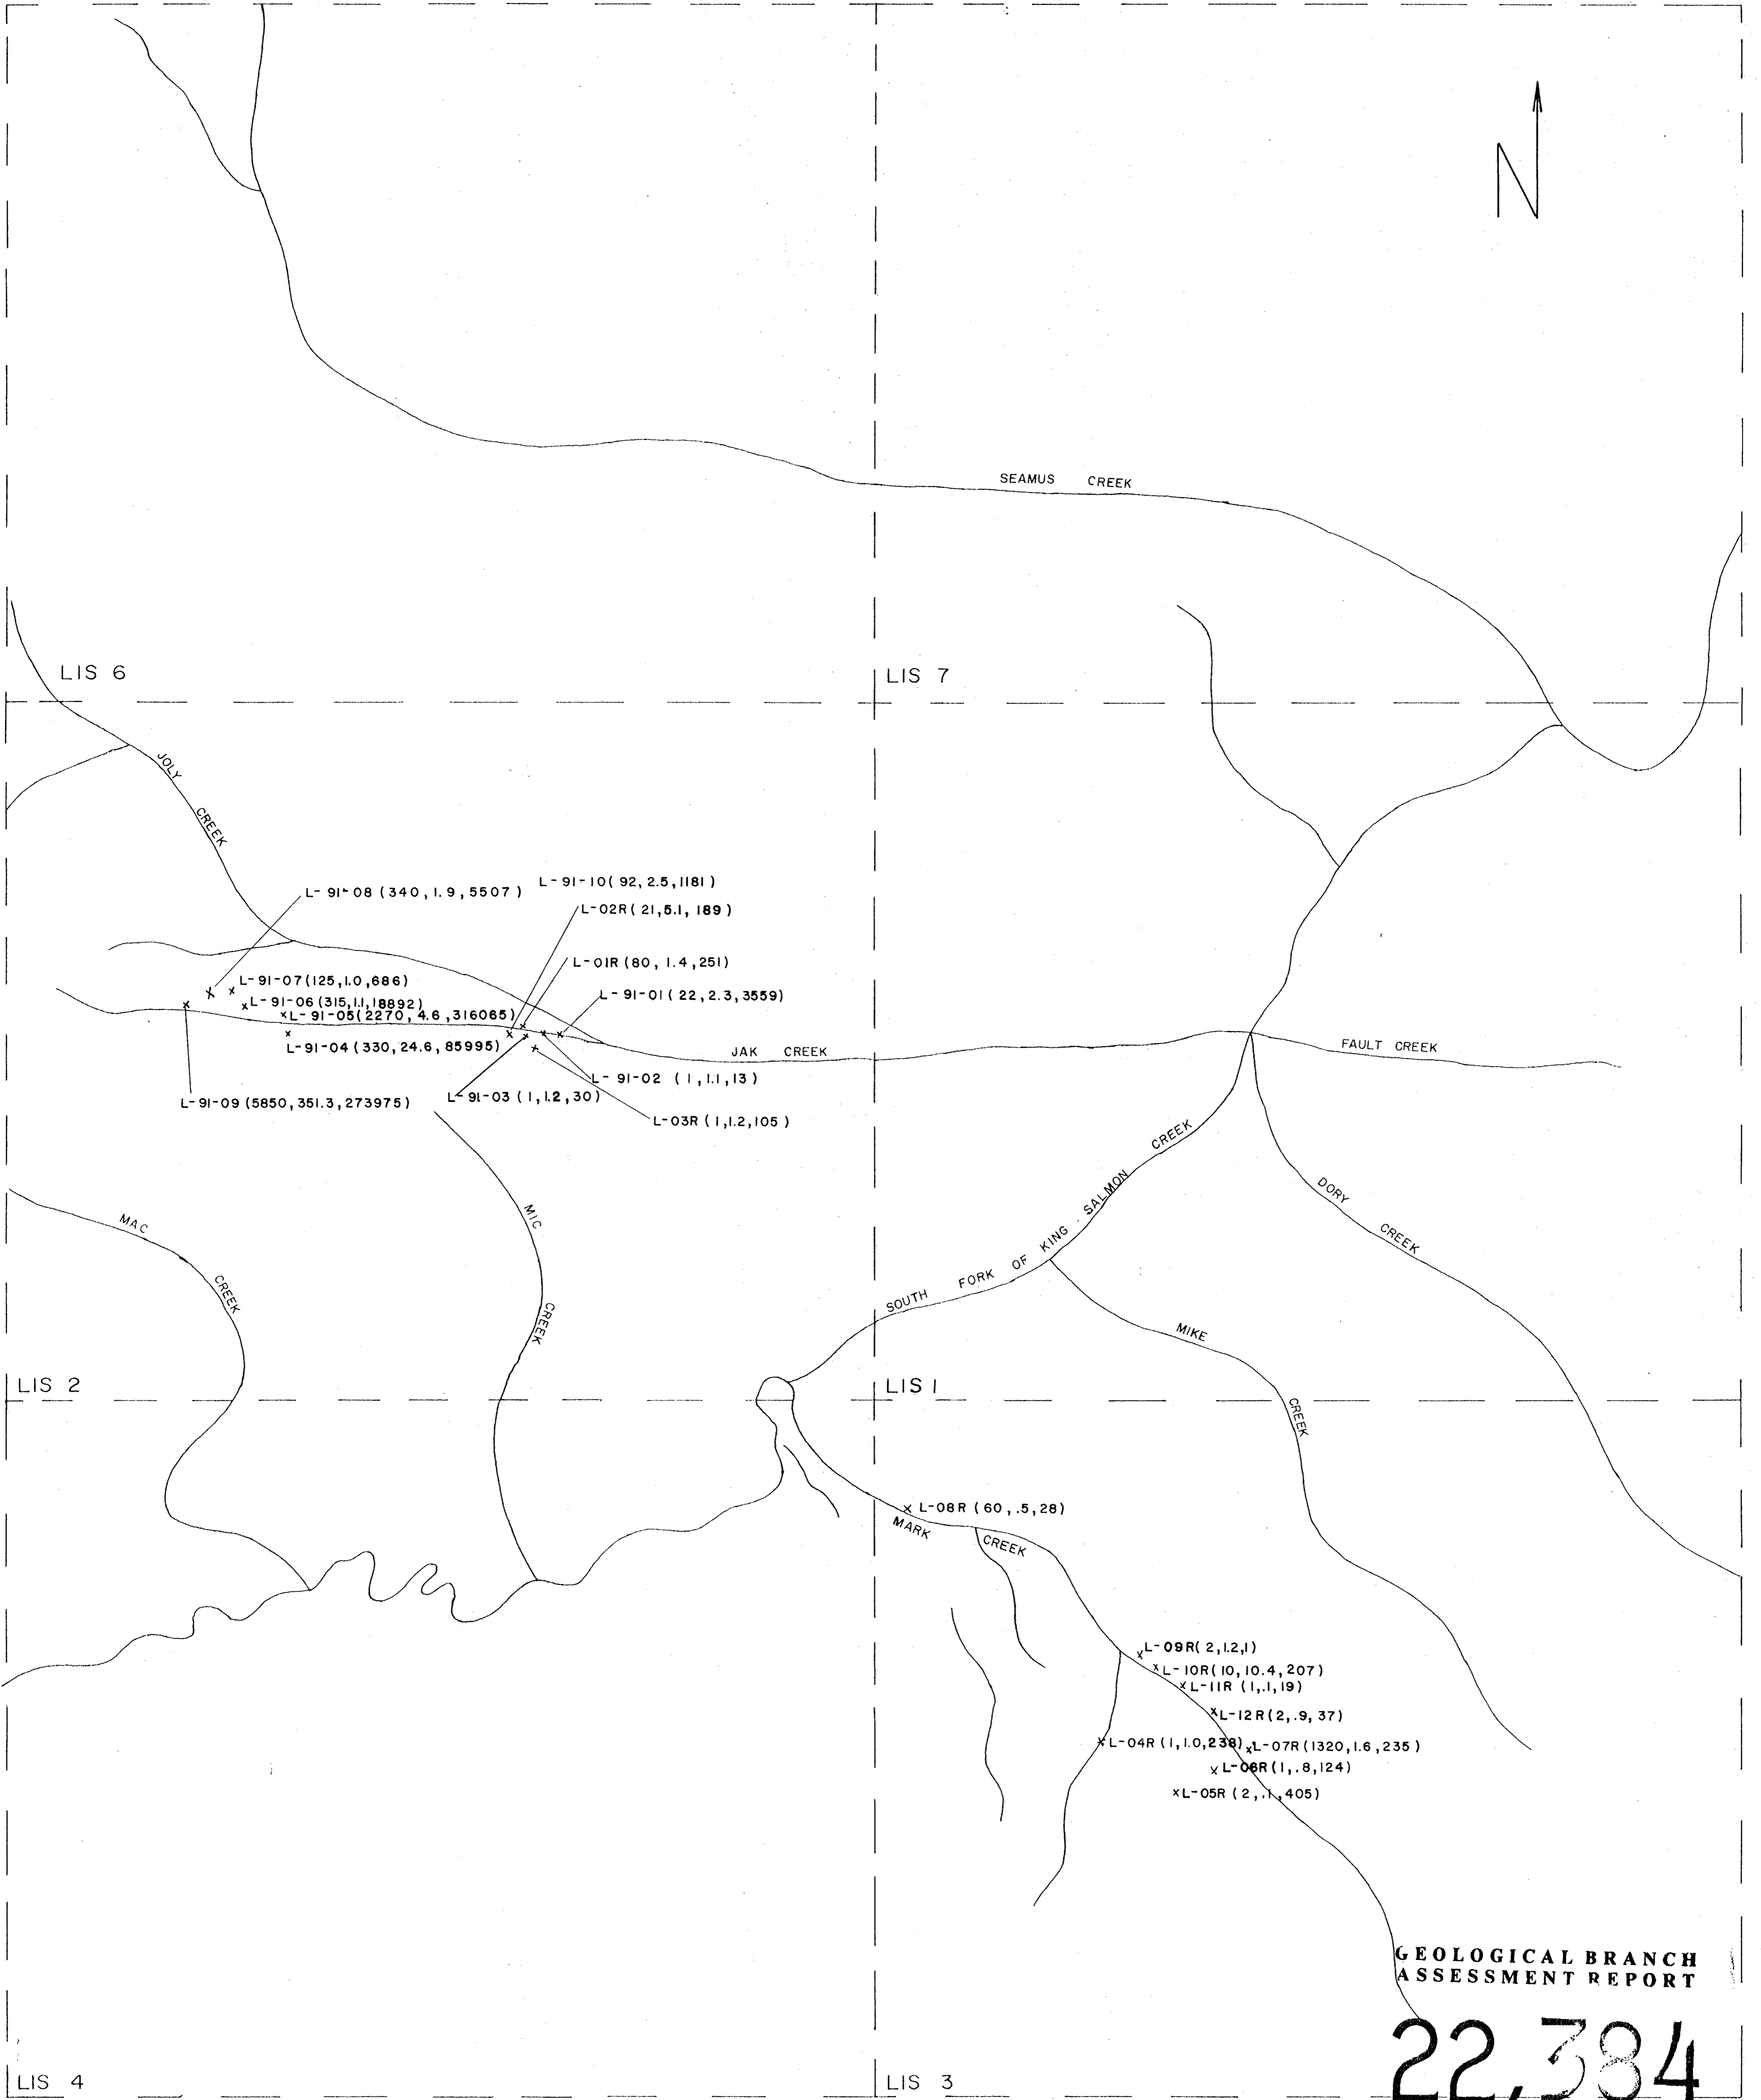 N
SEAMUS CREEK
LIS 6
LIS 7
JOLY CREEK
L-91-10( 92, 2.5, 1181 )
L-91-08 (340, 1.9, 5507 )
L-02R( 21, 5.1, 189 )
L-01R (80, 1.4, 251)
L-91-07(125, 1.0, 686)
L-91-01( 22, 2.3, 3559)
L-91-06 (315, 1.1, 18892)
L-91-05(2270, 4.6, 316065)
L-91-04 (330, 24.6, 85995)
JAK CREEK
FAULT CREEK
L-91-02 ( 1, 1.1, 13 )
L-91-03 ( 1, 1.2, 30)
L-91-09 (5850, 351.3, 273975)
L-03R ( 1, 1.2, 105 )
SOUTH FORK OF KING SALMON CREEK
DORY CREEK
MAC CREEK
MIC CREEK
MIKE CREEK
LIS 2
LIS 1
L-08R ( 60, .5, 28)
MARK CREEK
L-09R( 2, 1.2, 1)
L-10R( 10, 10.4, 207)
L-11R ( 1, .1, 19)
L-12R( 2, .9, 37)
L-04R ( 1, 1.0, 238)
L-07R(1320, 1.6, 235 )
L-06R ( 1, .8, 124)
L-05R ( 2, .1, 405)
GEOLOGICAL BRANCH
ASSESSMENT REPORT
22,384
LIS 4
LIS 3